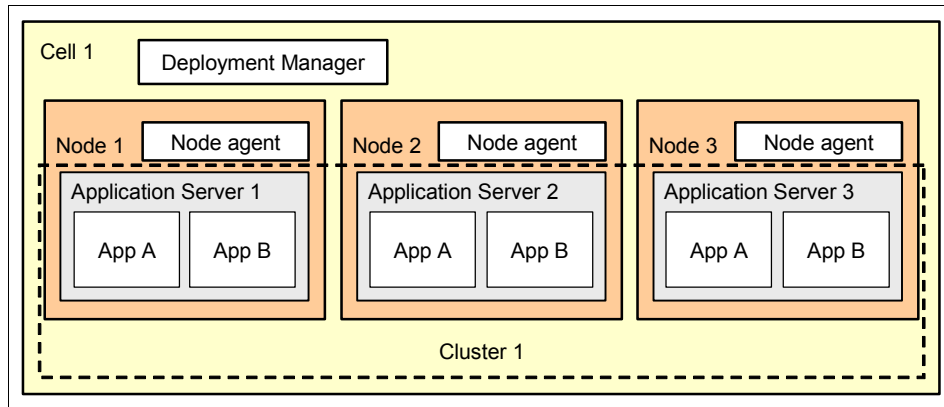 Cell 1
Deployment Manager
Node 1
Node agent
Node 2
Node agent
Node 3
Node agent
Application Server 1
Application Server 2
Application Server 3
App A
App B
App A
App B
App A
App B
Cluster 1